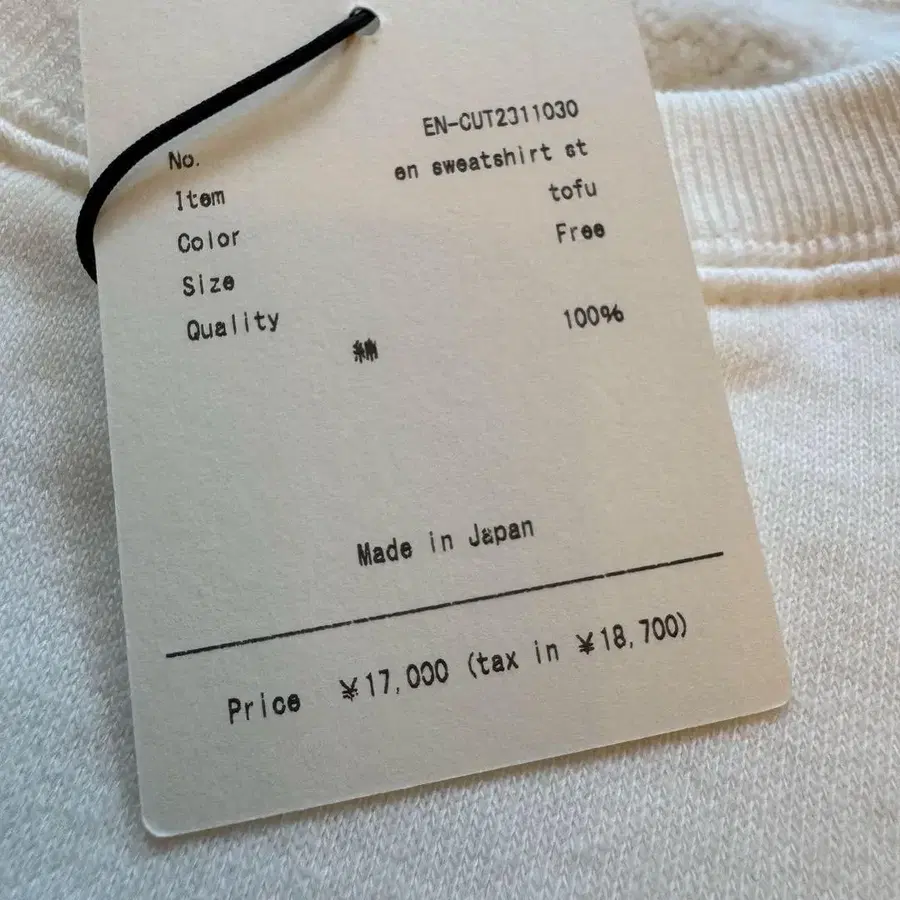 No. EN-CUT2311030
Item en sweatshirt st
Color tofu
Size Free
Quality
綿 100%
Made in Japan
Price ¥17,000 (tax in ¥18,700)